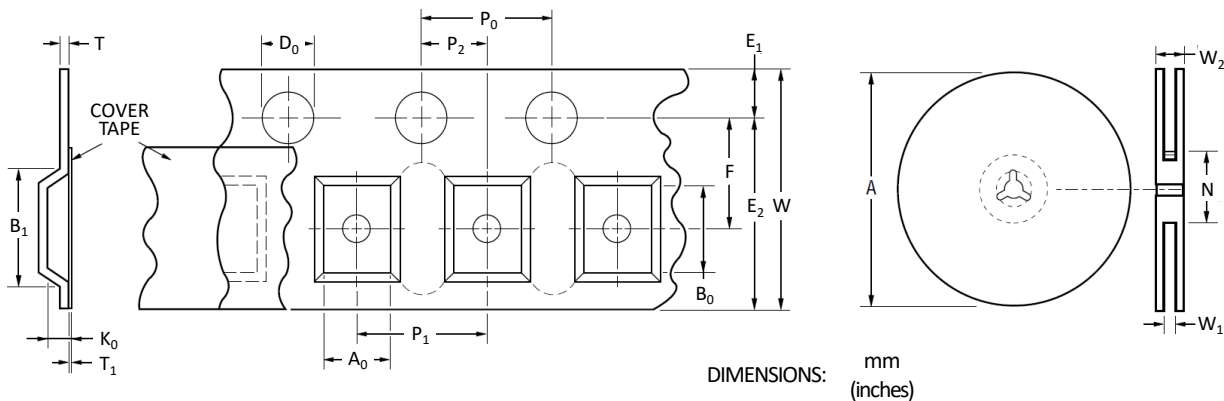 T
D₀
P₀
P₂
E₁
W₂
COVER
TAPE
B₁
F
E₂
W
A
N
B₀
K₀
T₁
P₁
A₀
W₁
DIMENSIONS:
mm
(inches)